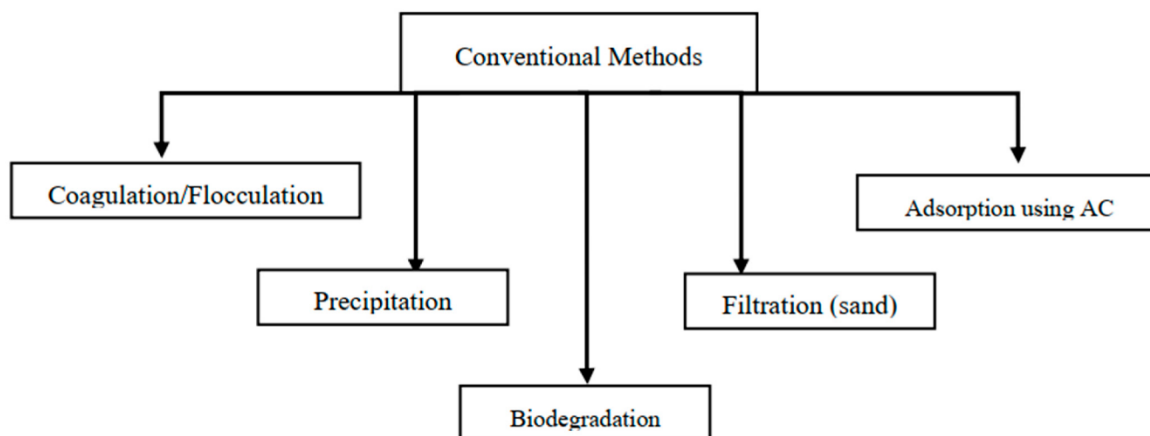 Conventional Methods
Coagulation/Flocculation
Adsorption using AC
Precipitation
Filtration (sand)
Biodegradation